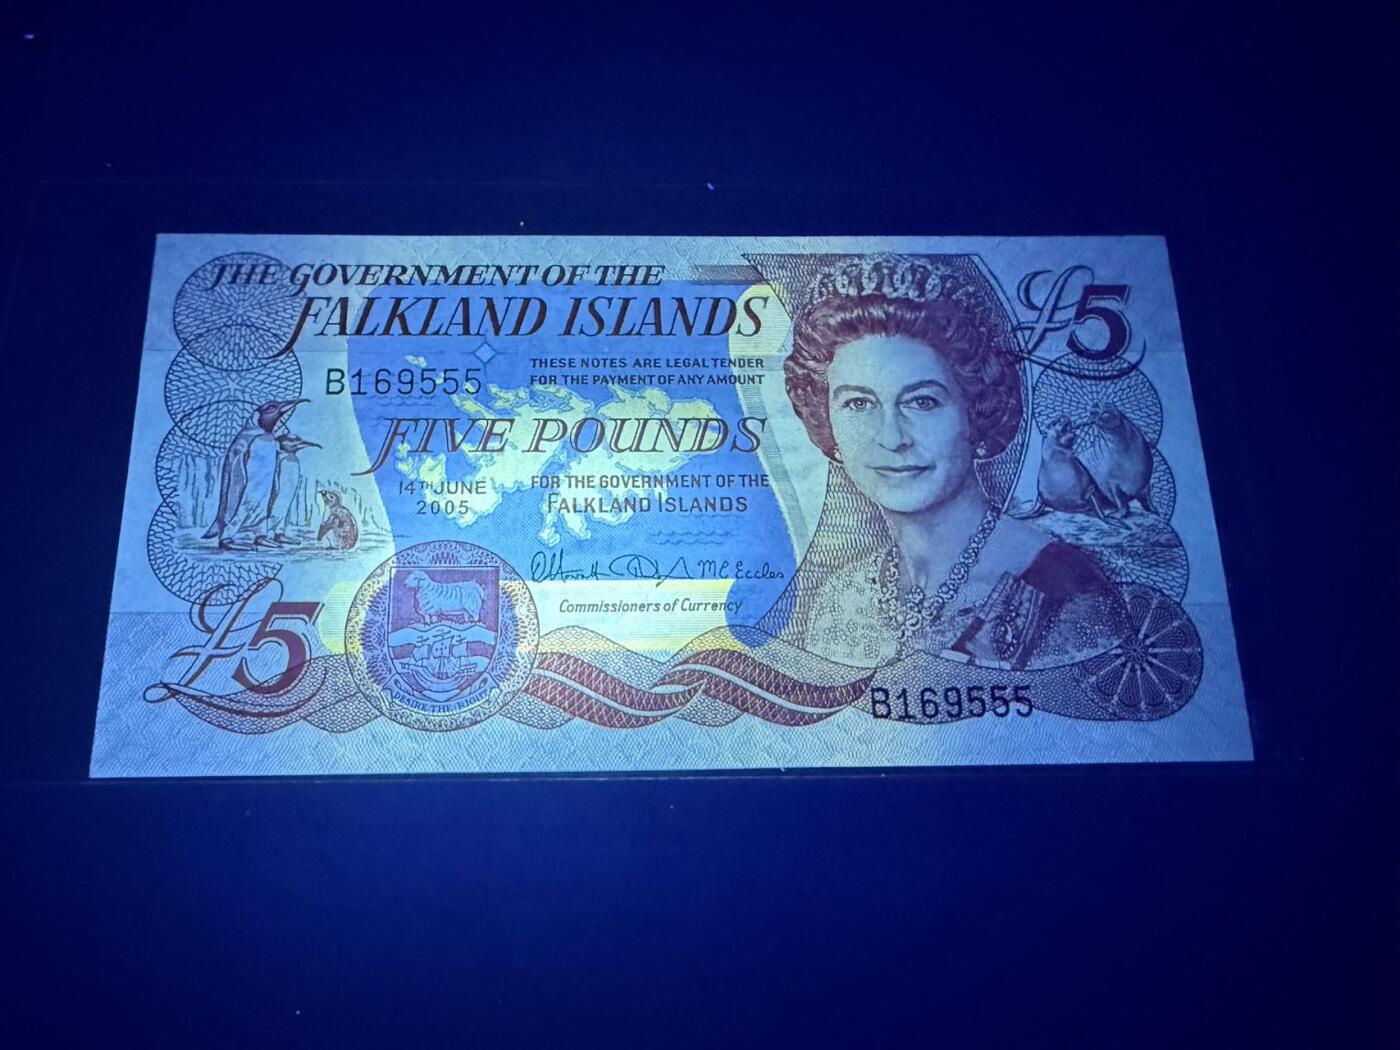 THE GOVERNMENT OF THE
FALKLAND ISLANDS
£5
THESE NOTES ARE LEGAL TENDER
FOR THE PAYMENT OF ANY AMOUNT
B169555
FIVE POUNDS
14TH JUNE
2005
FOR THE GOVERNMENT OF THE
FALKLAND ISLANDS
Commissioners of Currency
£5
DESIRE THE RIGHT
B169555